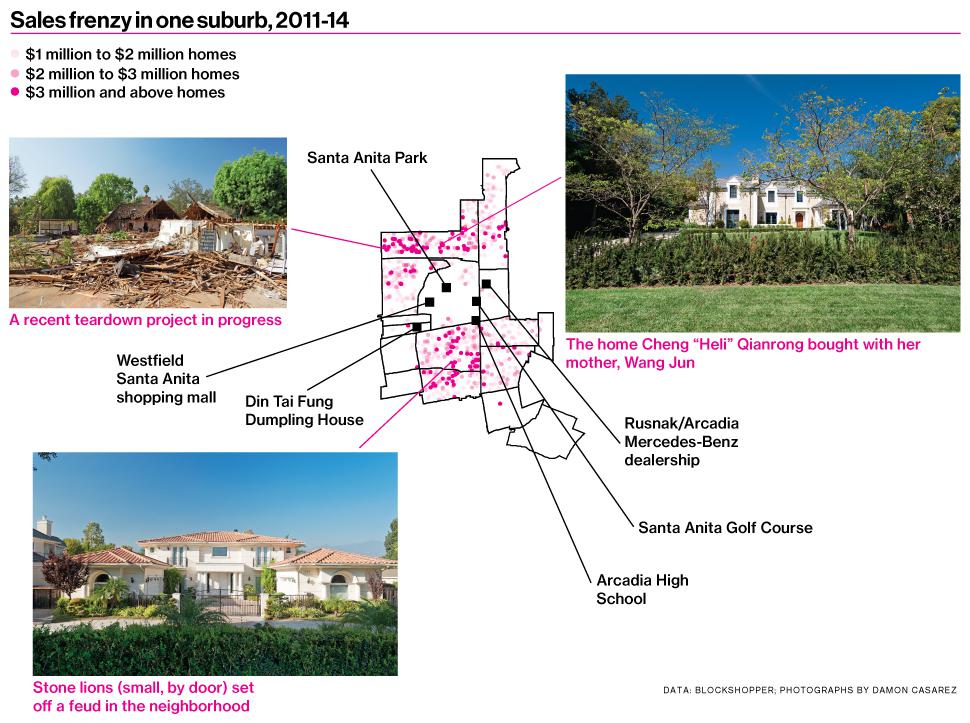 Sales frenzy in one suburb, 2011-14
$1 million to $2 million homes
$2 million to $3 million homes
$3 million and above homes
Santa Anita Park
A recent teardown project in progress
The home Cheng “Heli” Qianrong bought with her
mother, Wang Jun
Westfield
Santa Anita
shopping mall
Din Tai Fung
Dumpling House
Rusnak/Arcadia
Mercedes-Benz
dealership
Santa Anita Golf Course
Arcadia High
School
Stone lions (small, by door) set
off a feud in the neighborhood
DATA: BLOCKSHOPPER; PHOTOGRAPHS BY DAMON CASAREZ